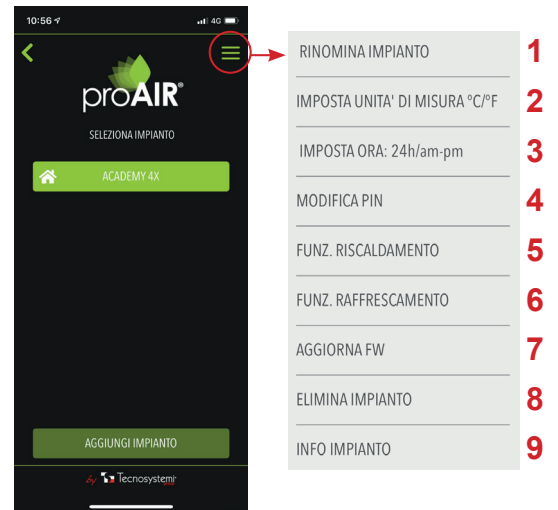 10:56
4G
proAIR®
SELEZIONA IMPIANTO
ACADEMY 4X
AGGIUNGI IMPIANTO
by Tecnosystemi
RINOMINA IMPIANTO 1
IMPOSTA UNITA' DI MISURA °C/°F 2
IMPOSTA ORA: 24h/am-pm 3
MODIFICA PIN 4
FUNZ. RISCALDAMENTO 5
FUNZ. RAFFRESCAMENTO 6
AGGIORNA FW 7
ELIMINA IMPIANTO 8
INFO IMPIANTO 9